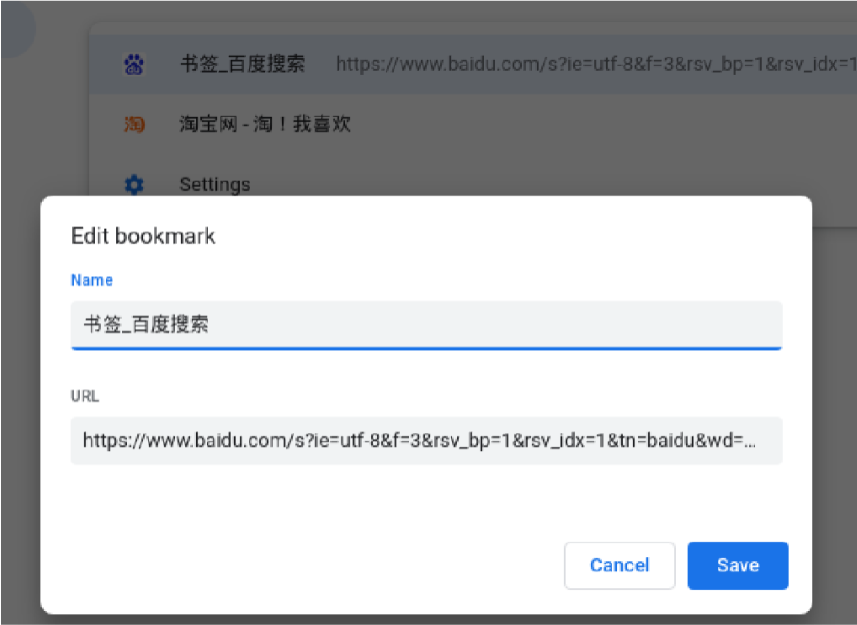 书签_百度搜索 https://www.baidu.com/s?ie=utf-8&f=3&rsv_bp=1&rsv_idx=1
淘 淘宝网 - 淘！我喜欢
Settings
Edit bookmark
Name
书签_百度搜索
URL
https://www.baidu.com/s?ie=utf-8&f=3&rsv_bp=1&rsv_idx=1&tn=baidu&wd=...
Cancel Save